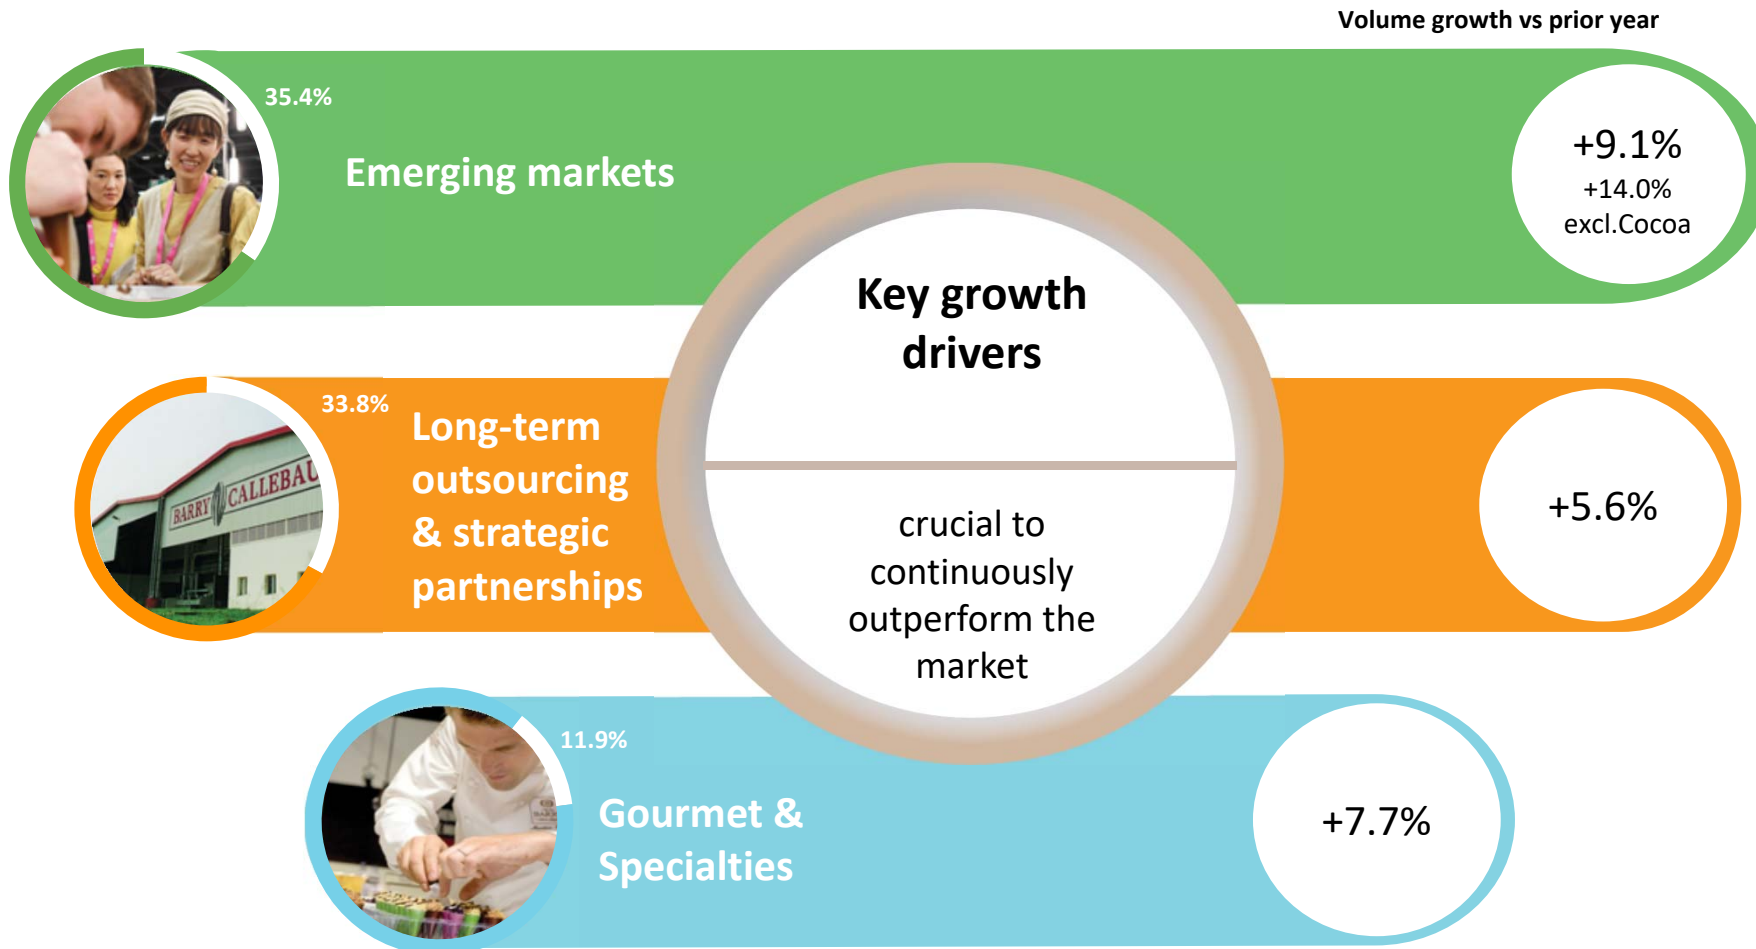 Volume growth vs prior year
35.4%
Emerging markets
+9.1%
+14.0%
excl.Cocoa
Key growth
drivers
crucial to
continuously
outperform the
market
33.8%
Long-term
outsourcing
& strategic
partnerships
BARRY CALLEBAU
+5.6%
11.9%
Gourmet &
Specialties
+7.7%